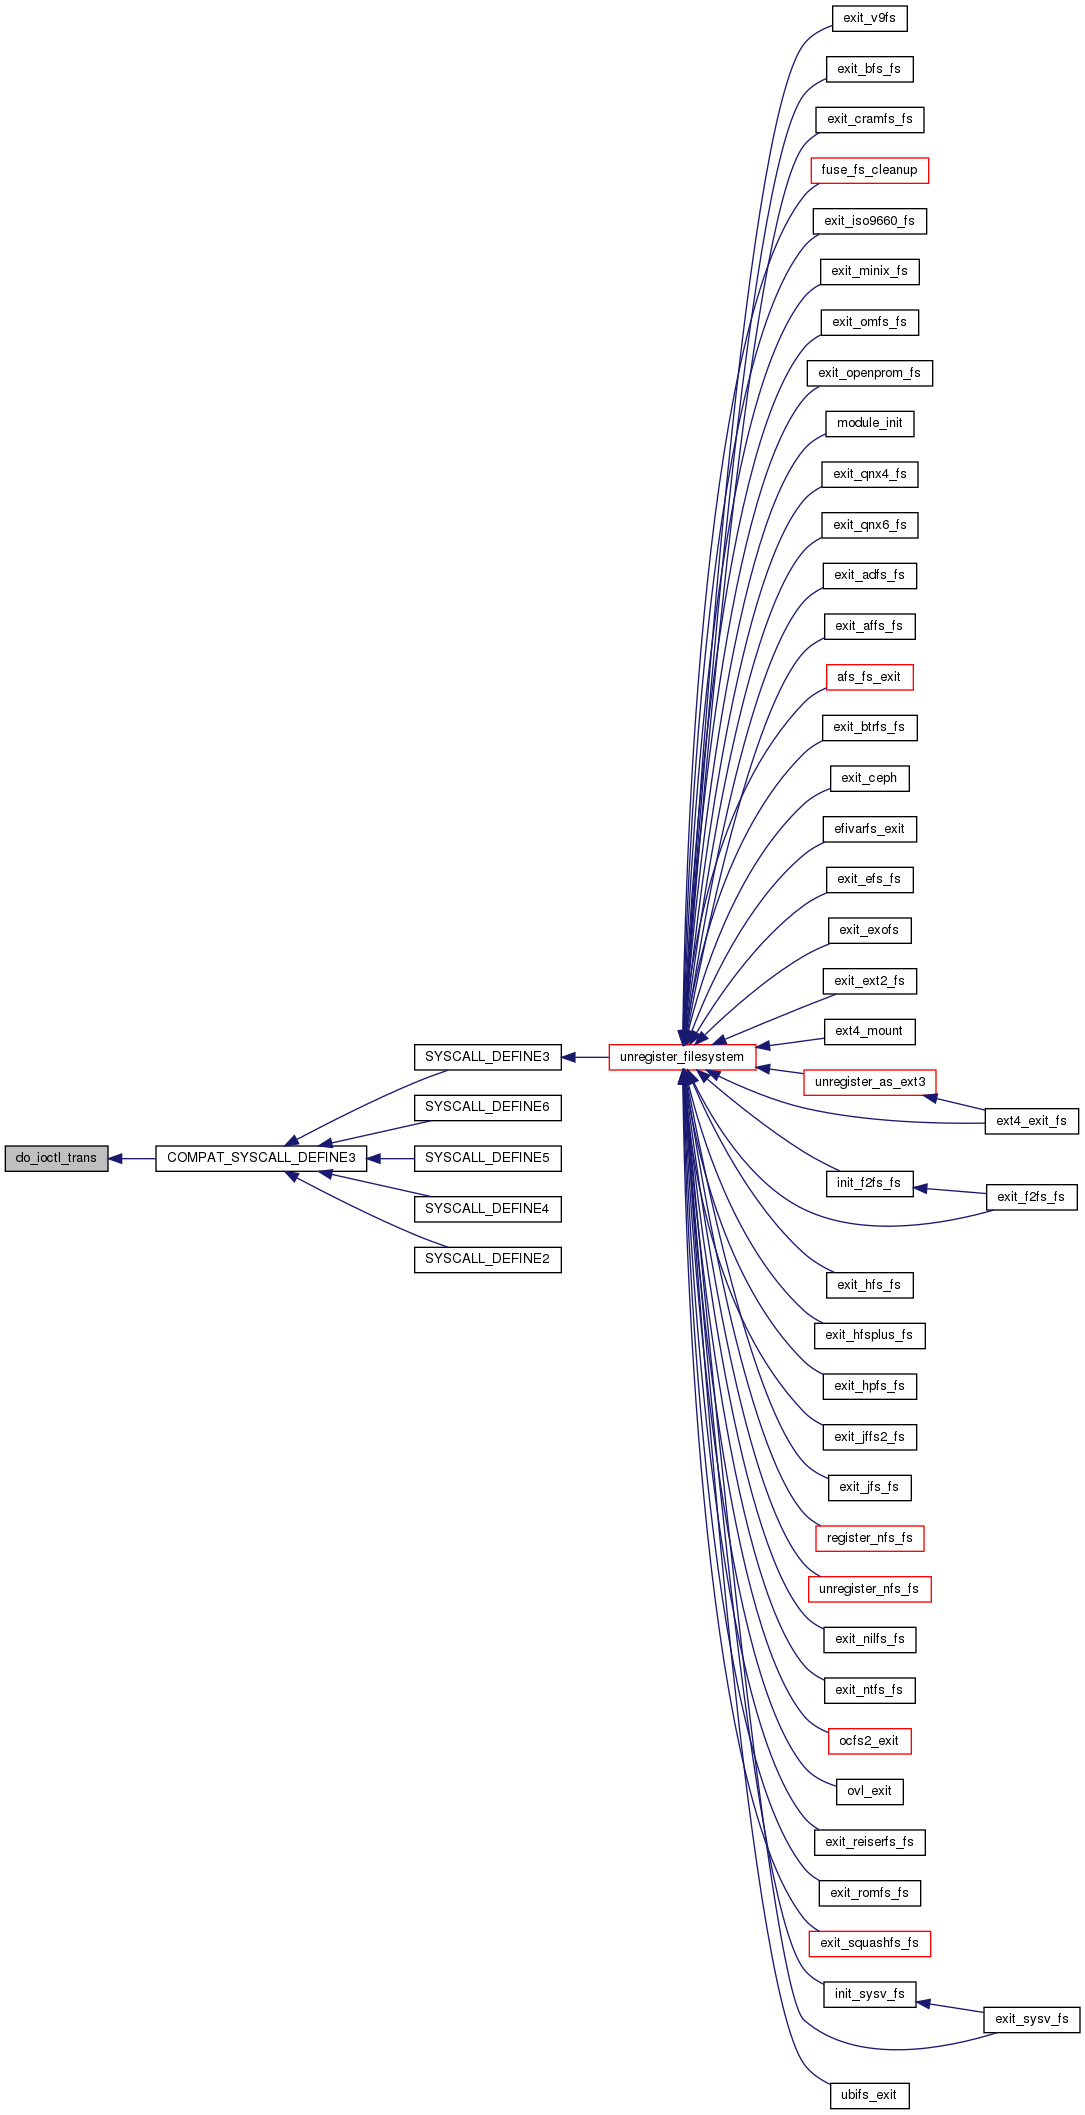 exit_v9fs
exit_bfs_fs
exit_cramfs_fs
fuse_fs_cleanup
exit_iso9660_fs
exit_minix_fs
exit_omfs_fs
exit_openprom_fs
module_init
exit_qnx4_fs
exit_qnx6_fs
exit_adfs_fs
exit_affs_fs
afs_fs_exit
exit_btrfs_fs
exit_ceph
efivarfs_exit
exit_efs_fs
exit_exofs
exit_ext2_fs
ext4_mount
SYSCALL_DEFINE3
unregister_filesystem
unregister_as_ext3
SYSCALL_DEFINE6
ext4_exit_fs
do_ioctl_trans
COMPAT_SYSCALL_DEFINE3
SYSCALL_DEFINE5
init_f2fs_fs
exit_f2fs_fs
SYSCALL_DEFINE4
SYSCALL_DEFINE2
exit_hfs_fs
exit_hfsplus_fs
exit_hpfs_fs
exit_jffs2_fs
exit_jfs_fs
register_nfs_fs
unregister_nfs_fs
exit_nilfs_fs
exit_ntfs_fs
ocfs2_exit
ovl_exit
exit_reiserfs_fs
exit_romfs_fs
exit_squashfs_fs
init_sysv_fs
exit_sysv_fs
ubifs_exit